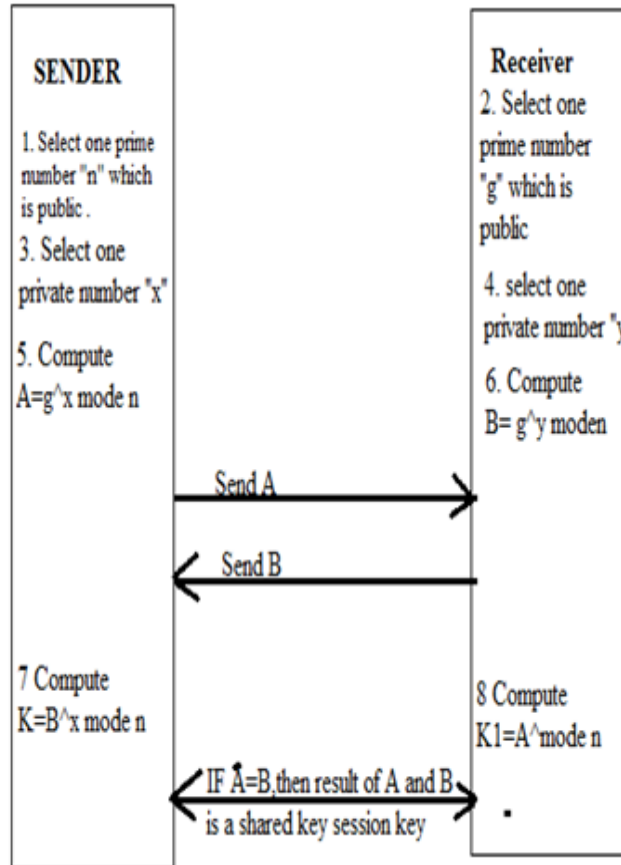 SENDER
1. Select one prime
number "n" which
is public .
3. Select one
private number "x"
5. Compute
A=g^x mode n
7 Compute
K=B^x mode n
Send A
Send B
IF A=B,then result of A and B
is a shared key session key
Receiver
2. Select one
prime number
"g" which is
public
4. select one
private number "y
6. Compute
B= g^y moden
8 Compute
K1=A^mode n